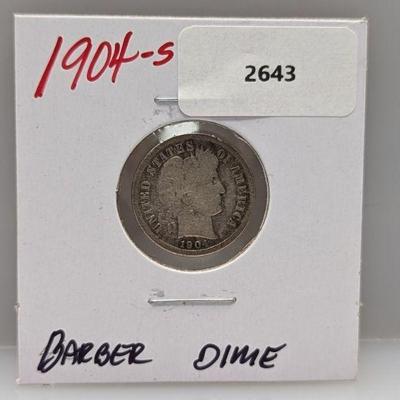 1904-S
2643
UNITED STATES OF AMERICA
1904
BARBER DIME